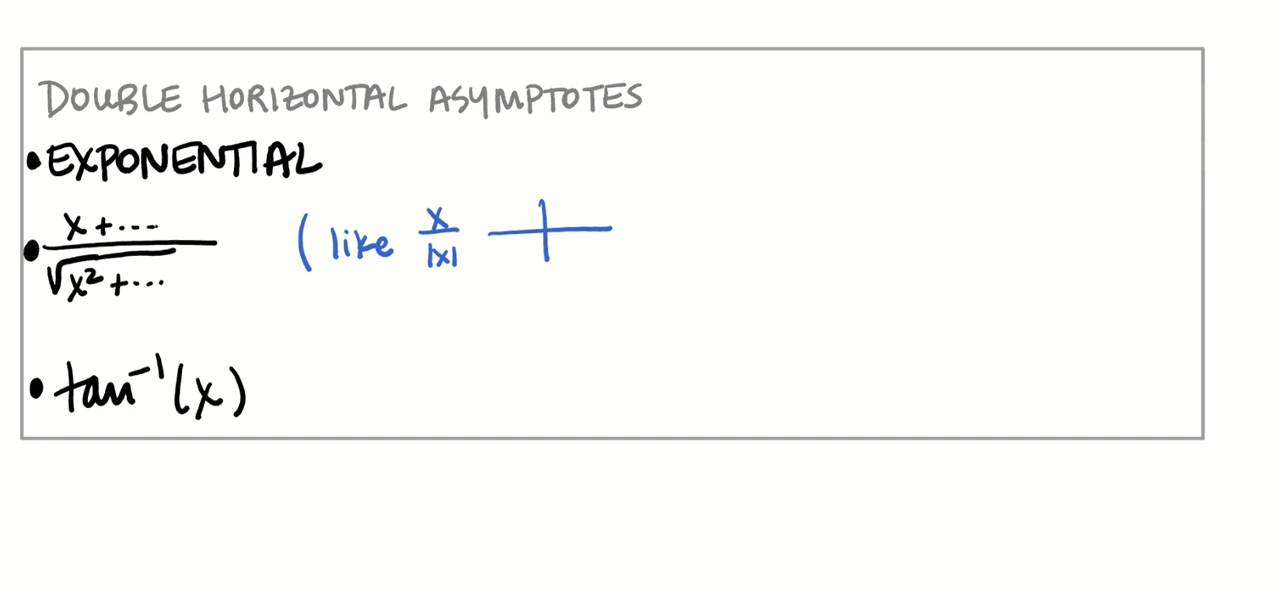 DOUBLE HORIZONTAL ASYMPTOTES
• EXPONENTIAL
• x + ... / √x² + ... (like x / |x|
• tan⁻¹(x)